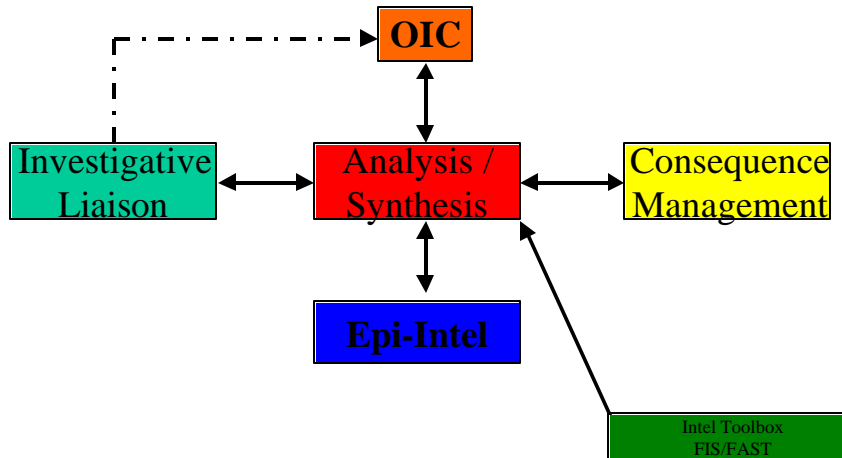 OIC
Investigative
Liaison
Analysis /
Synthesis
Consequence
Management
Epi-Intel
Intel Toolbox
FIS/FAST